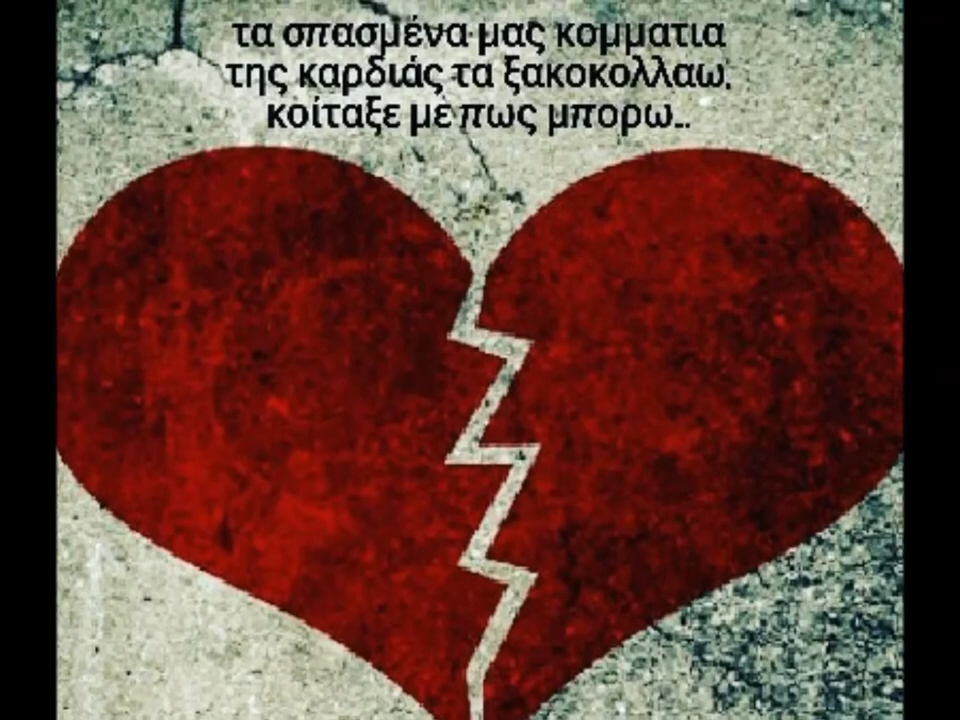 τα σπασμένα μας κομματια
της καρδιάς τα ξακοκολλαω,
κοίταξε με πως μπορω..